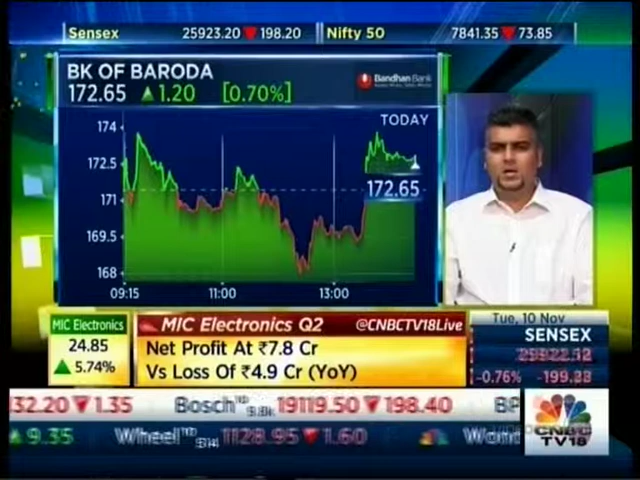 Sensex 25923.20 ▼ 198.20 Nifty 50 7841.35 ▼ 73.85
BK OF BARODA
172.65 ▲ 1.20 [0.70%]
Bandhan Bank
TODAY
174
172.5
171
169.5
168
172.65
09:15 11:00 13:00
MIC Electronics
24.85
▲ 5.74%
MIC Electronics Q2 @CNBCTV18Live
Net Profit At ₹7.8 Cr
Vs Loss Of ₹4.9 Cr (YoY)
Tue, 10 Nov
SENSEX
-0.76%
32.20 ▼ 1.35 Bosch 19119.50 ▼ 198.40 BP
▲ 9.35 Wheel 1128.95 ▼ 1.60
CNBC
TV18